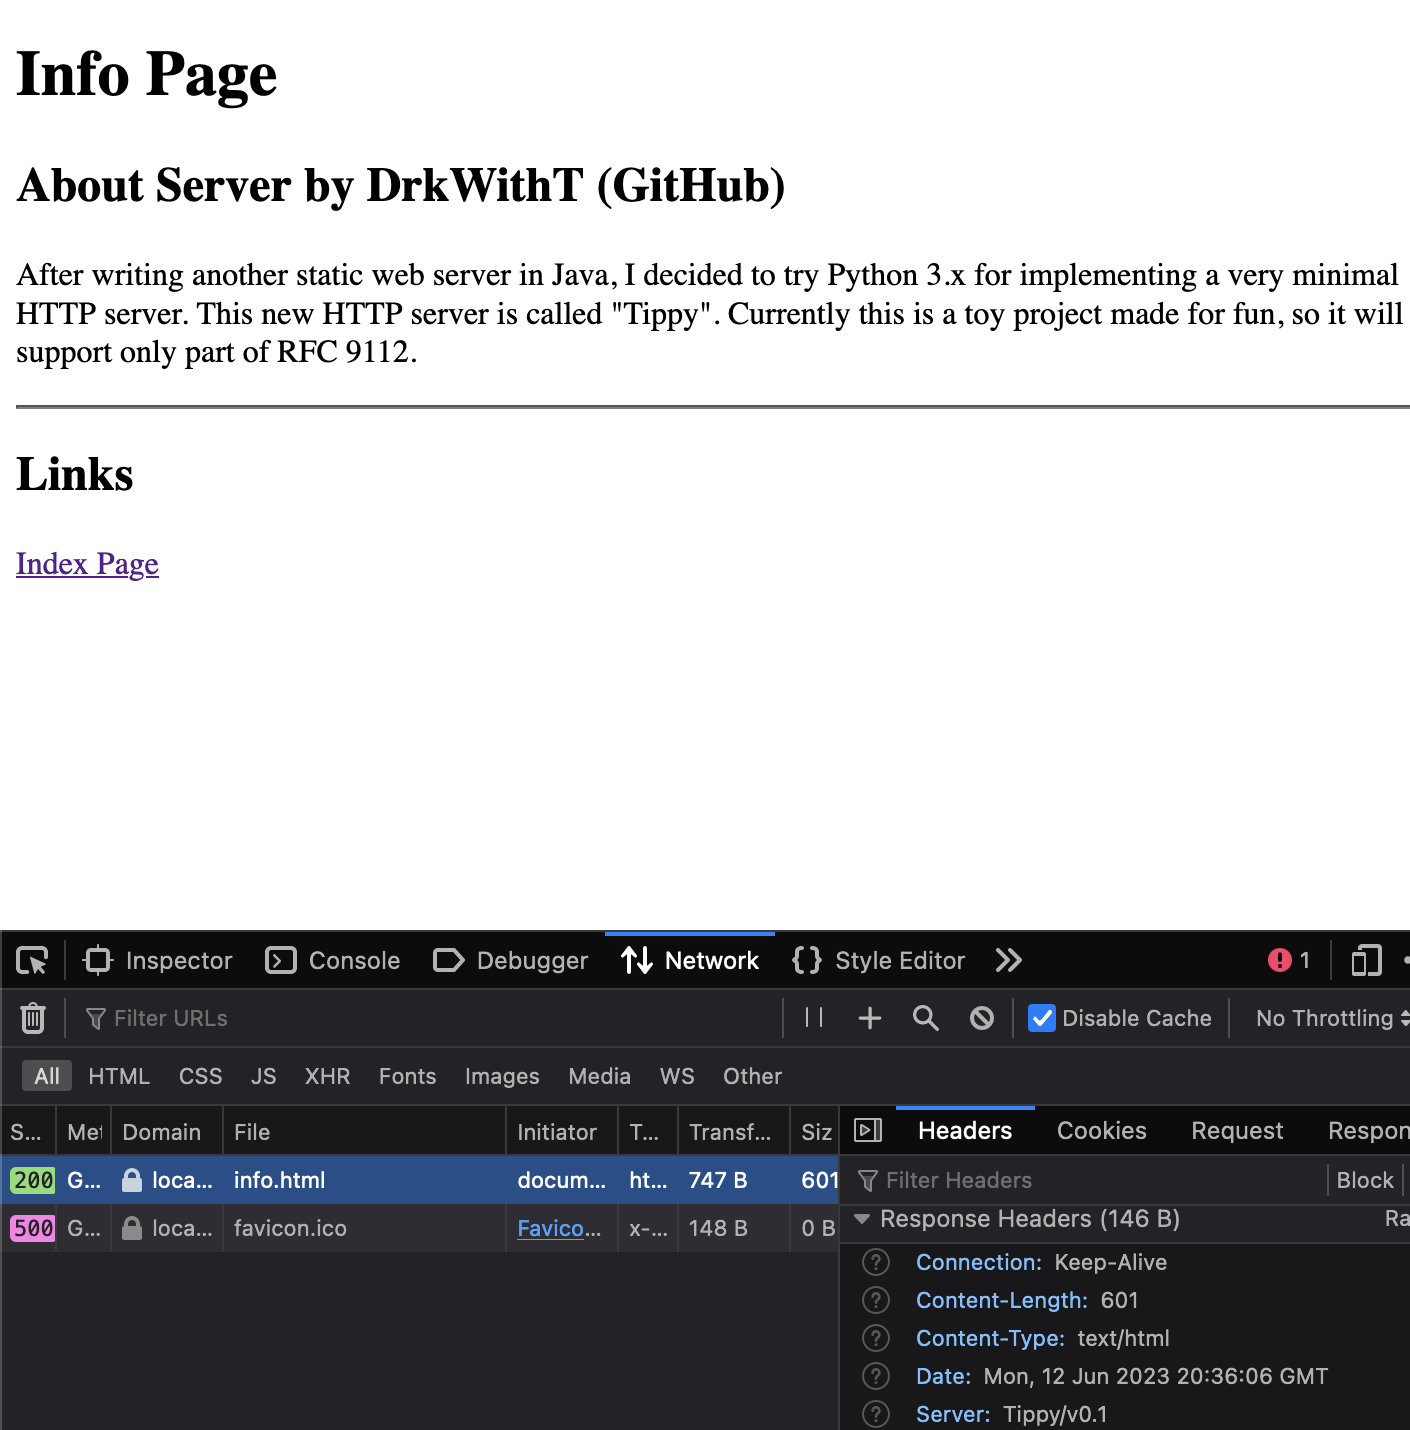 Info Page
About Server by DrkWithT (GitHub)
After writing another static web server in Java, I decided to try Python 3.x for implementing a very minimal
HTTP server. This new HTTP server is called "Tippy". Currently this is a toy project made for fun, so it will
support only part of RFC 9112.
Links
Index Page
Inspector Console Debugger Network {} Style Editor 1
Filter URLs Disable Cache No Throttling
All HTML CSS JS XHR Fonts Images Media WS Other
S... Met Domain File Initiator T... Transf... Siz Headers Cookies Request Respon
200 G... loca... info.html docum... ht... 747 B 601 Filter Headers Block
500 G... loca... favicon.ico Favico... x-... 148 B 0 B Response Headers (146 B) Ra
Connection: Keep-Alive
Content-Length: 601
Content-Type: text/html
Date: Mon, 12 Jun 2023 20:36:06 GMT
Server: Tippy/v0.1